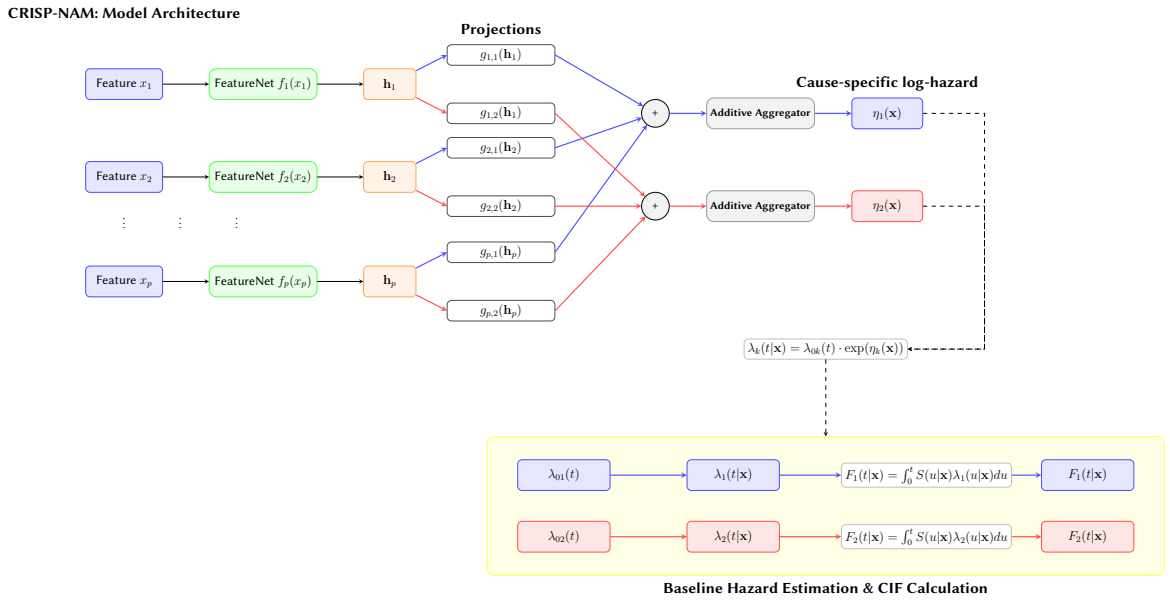 CRISP-NAM: Model Architecture
Projections
Cause-specific log-hazard
Feature x₁
FeatureNet f₁(x₁)
h₁
g₁,₁(h₁)
g₁,₂(h₁)
Feature x₂
FeatureNet f₂(x₂)
h₂
g₂,₁(h₂)
g₂,₂(h₂)
⋮ ⋮ ⋮
Feature xₚ
FeatureNet fₚ(xₚ)
hₚ
gₚ,₁(hₚ)
gₚ,₂(hₚ)
+
Additive Aggregator
η₁(x)
+
Additive Aggregator
η₂(x)
λₖ(t|x) = λ₀ₖ(t) · exp(ηₖ(x))
λ₀₁(t)
λ₁(t|x)
F₁(t|x) = ∫₀ᵗ S(u|x)λ₁(u|x)du
F₁(t|x)
λ₀₂(t)
λ₂(t|x)
F₂(t|x) = ∫₀ᵗ S(u|x)λ₂(u|x)du
F₂(t|x)
Baseline Hazard Estimation & CIF Calculation